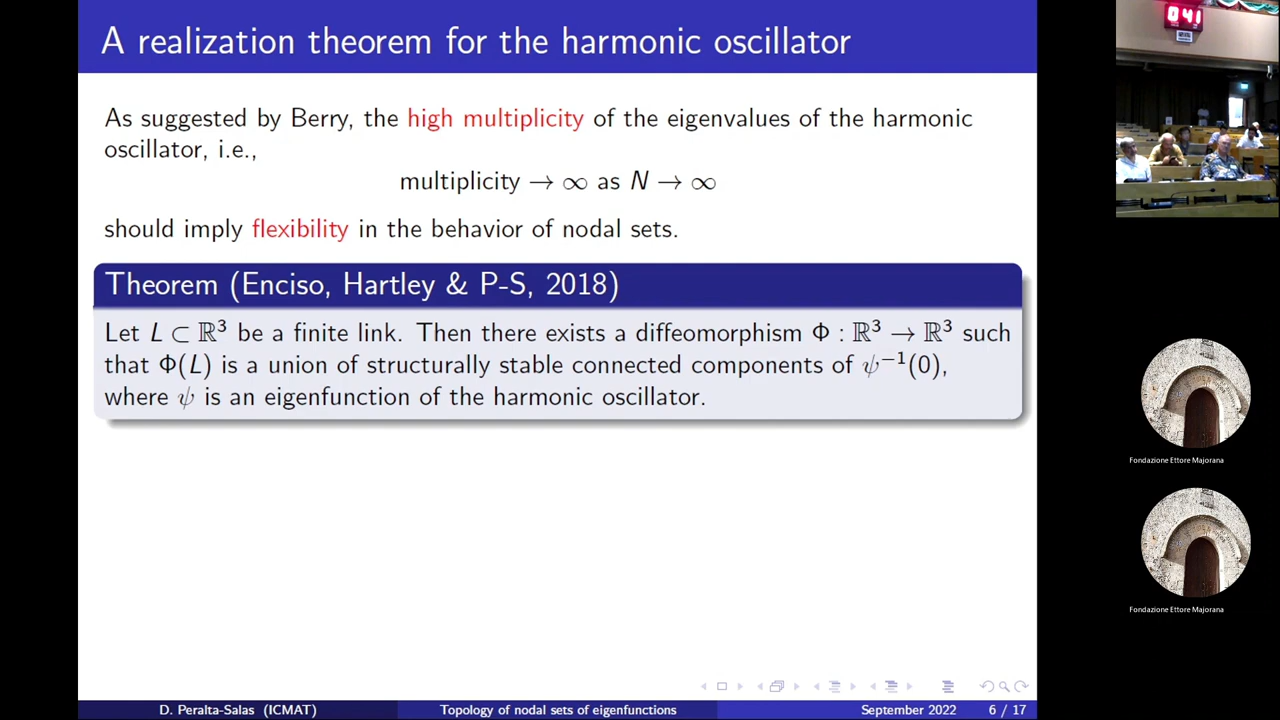 A realization theorem for the harmonic oscillator
As suggested by Berry, the high multiplicity of the eigenvalues of the harmonic
oscillator, i.e.,
multiplicity → ∞ as N → ∞
should imply flexibility in the behavior of nodal sets.
Theorem (Enciso, Hartley & P-S, 2018)
Let L ⊂ ℝ³ be a finite link. Then there exists a diffeomorphism Φ : ℝ³ → ℝ³ such
that Φ(L) is a union of structurally stable connected components of ψ⁻¹(0),
where ψ is an eigenfunction of the harmonic oscillator.
D. Peralta-Salas (ICMAT)
Topology of nodal sets of eigenfunctions
September 2022
6 / 17
Fondazione Ettore Majorana
Fondazione Ettore Majorana